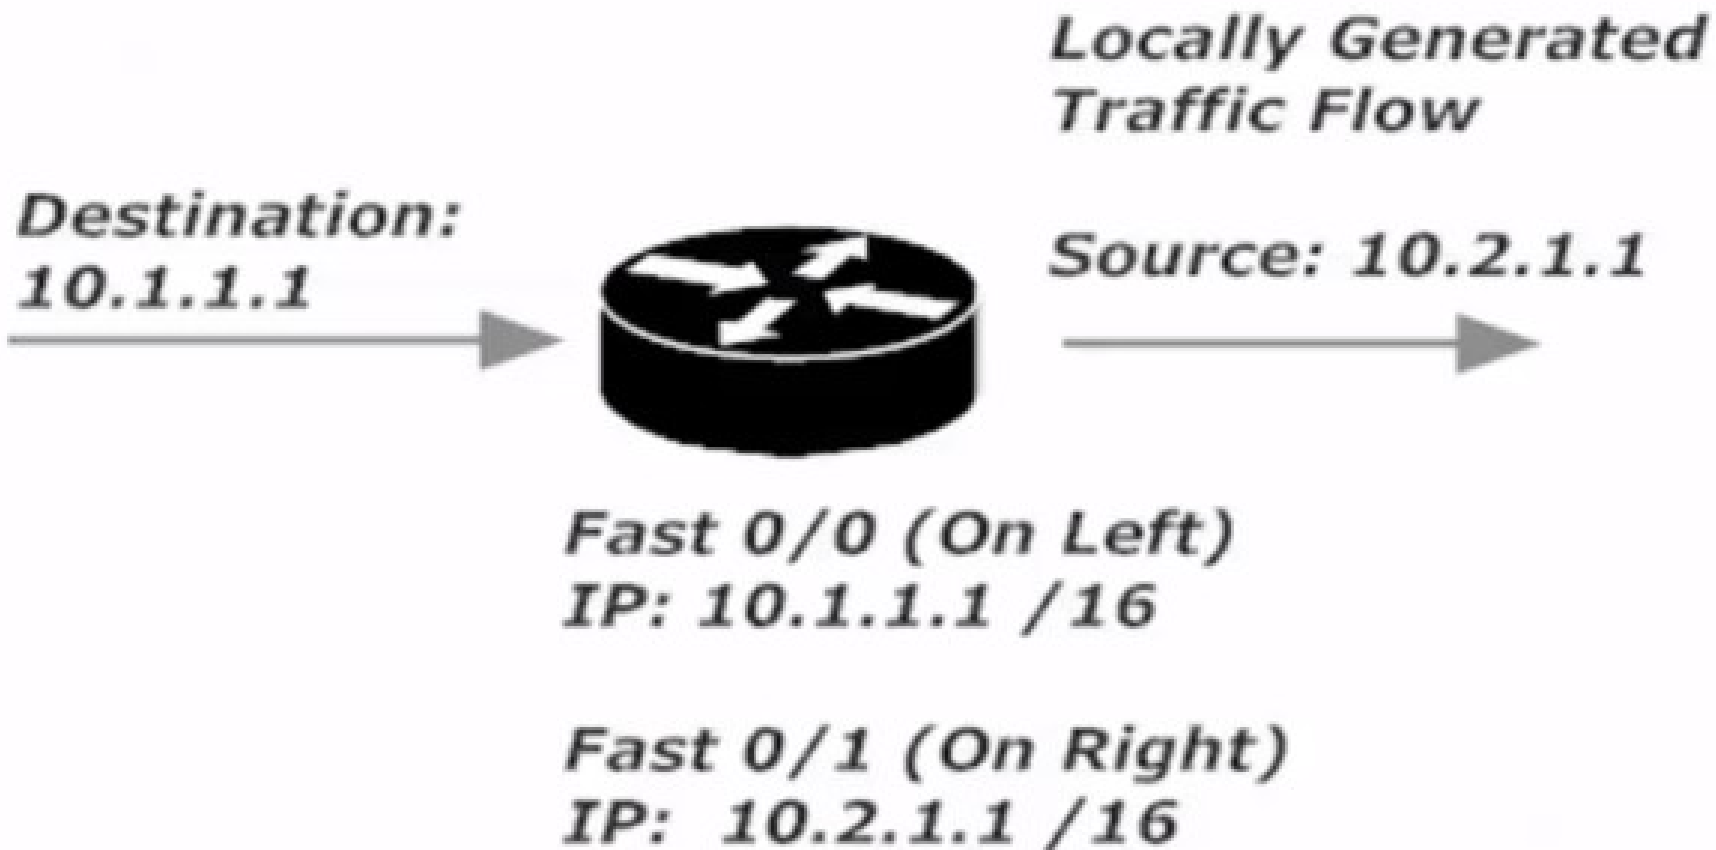 Locally Generated
Traffic Flow
Destination:
10.1.1.1
Source: 10.2.1.1
Fast 0/0 (On Left)
IP: 10.1.1.1 /16
Fast 0/1 (On Right)
IP: 10.2.1.1 /16